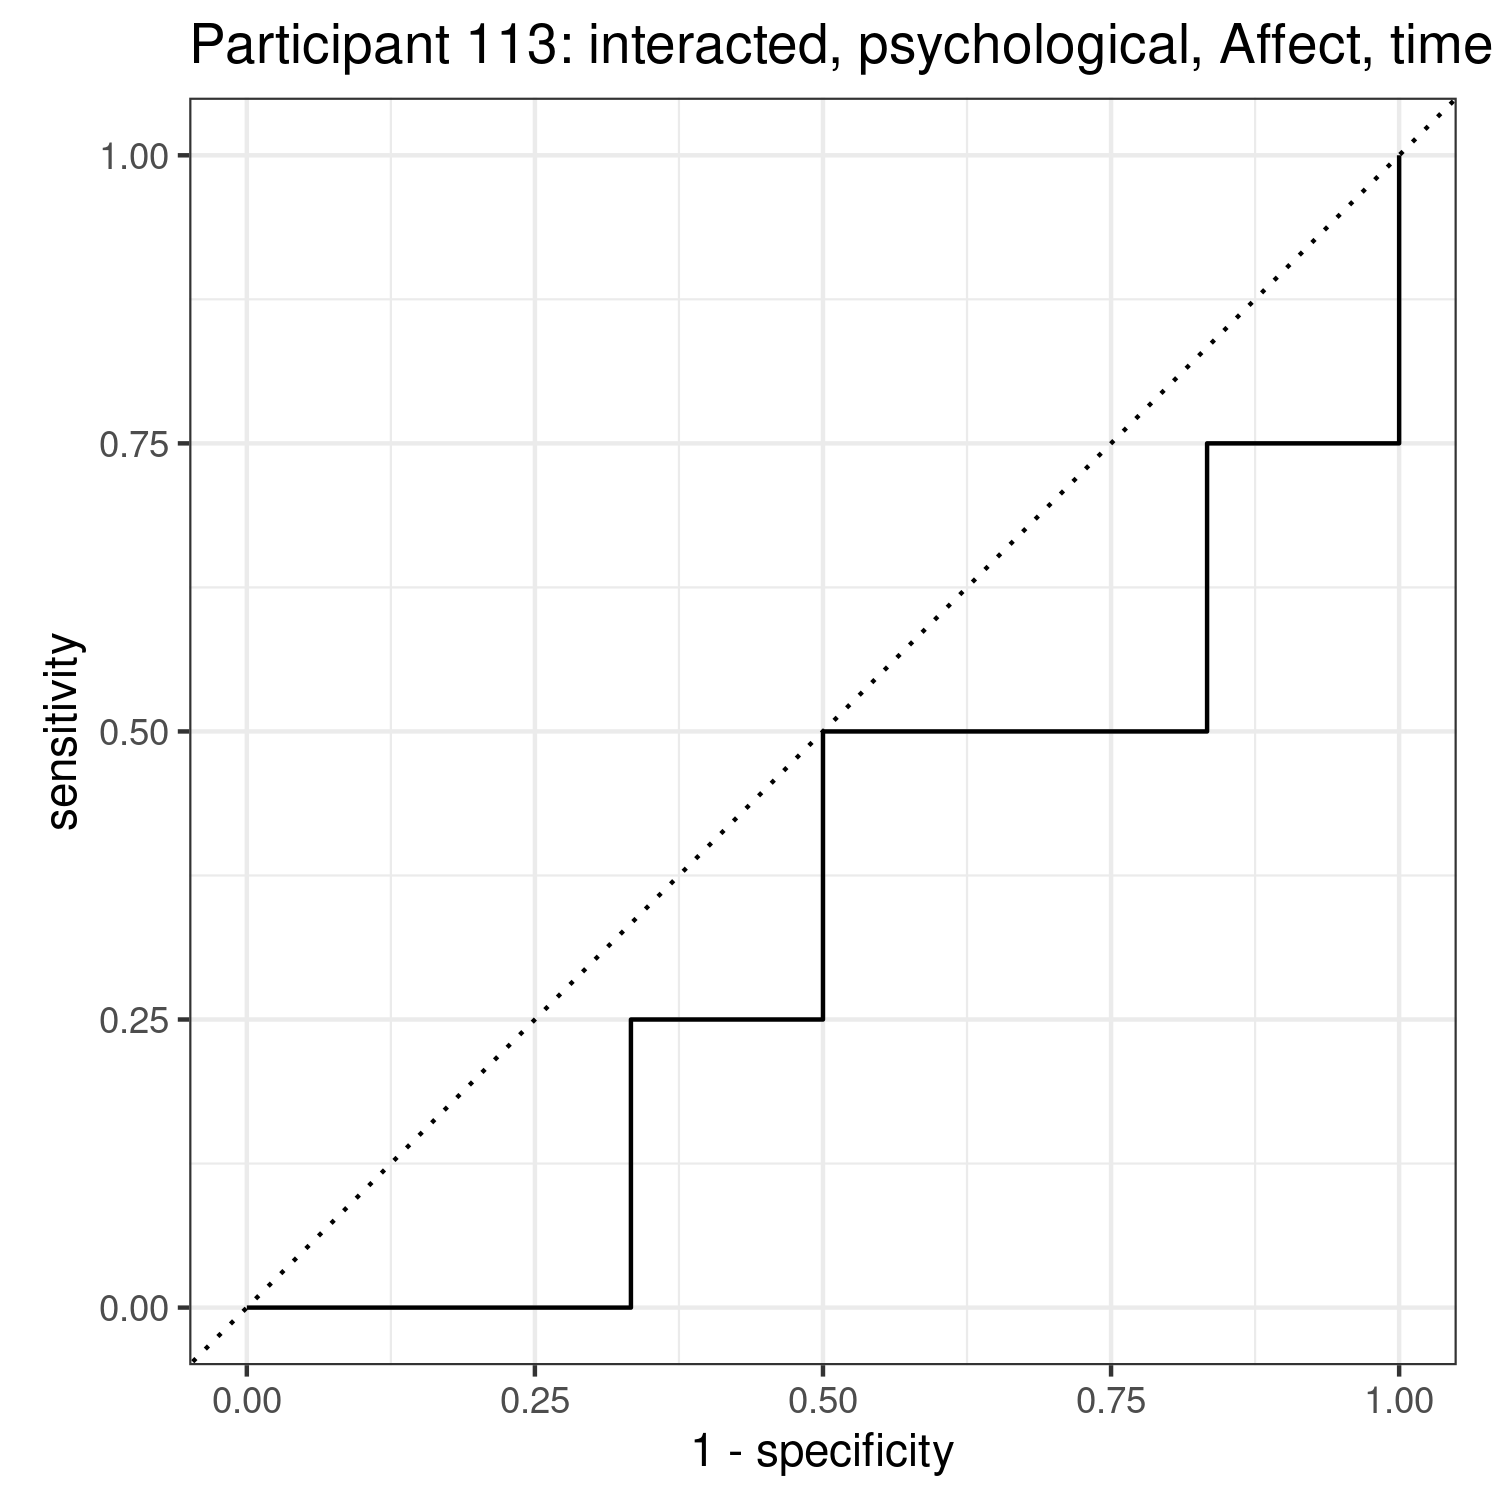 Participant 113: interacted, psychological, Affect, time
1.00
0.75
0.50
0.25
0.00
sensitivity
0.00 0.25 0.50 0.75 1.00
1 - specificity